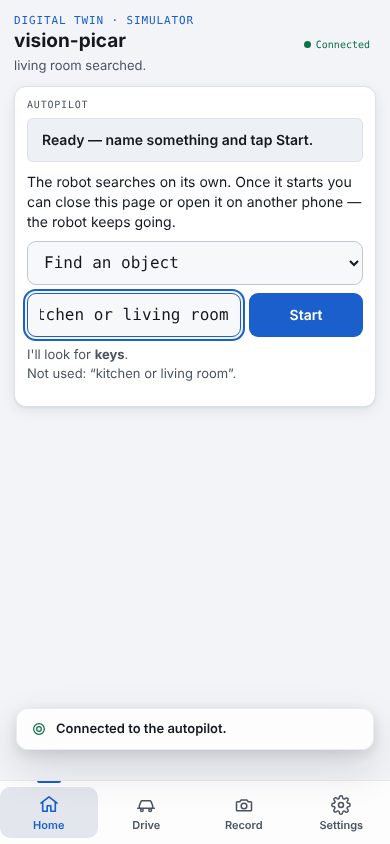 DIGITAL TWIN · SIMULATOR
vision-picar
Connected
living room searched.
AUTOPILOT
Ready — name something and tap Start.
The robot searches on its own. Once it starts you
can close this page or open it on another phone —
the robot keeps going.
Find an object
tchen or living room
Start
I'll look for keys.
Not used: “kitchen or living room”.
Connected to the autopilot.
Home
Drive
Record
Settings